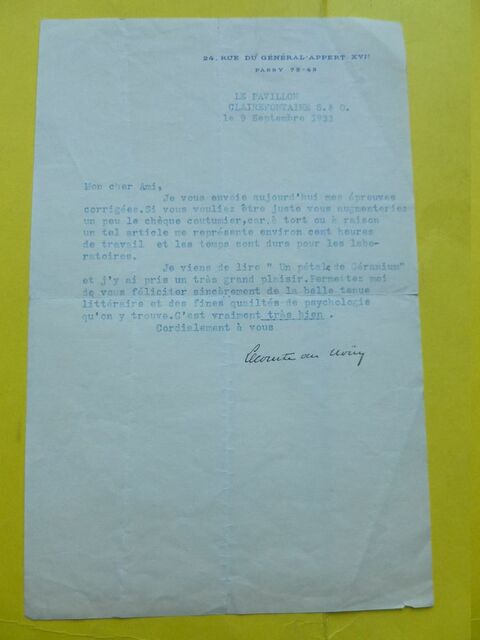 24, RUE DU GÉNÉRAL-APPERT XVIᵉ
PASSY 78-48
LE PAVILLON
CLAIREFONTAINE S. & O.
le 9 Septembre 1931
Mon cher Ami,
Je vous envoie aujourd'hui mes épreuves
corrigées.Si vous vouliez être juste vous augmenteriez
un peu le chèque coutumier,car,à tort ou à raison
un tel article me représente environ cent heures
de travail et les temps sont durs pour les labo-
ratoires.
Je viens de lire " Un pétale de Géranium"
et j'y ai pris un très grand plaisir.Permettez moi
de vous féliciter sincèrement de la belle tenue
littéraire et des fines qualités de psychologie
qu'on y trouve.C'est vraiment très bien .
Cordialement à vous
Lecomte du Noüy